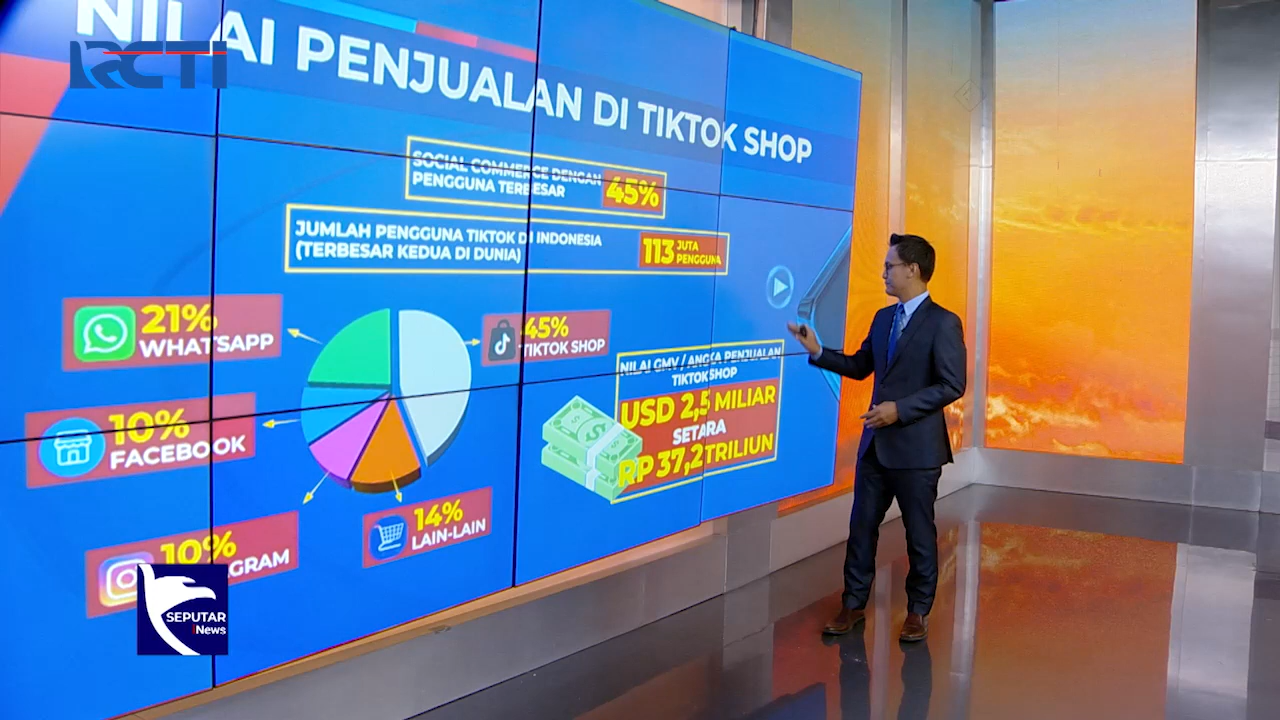 NILAI PENJUALAN DI TIKTOK SHOP
RCTI
SOCIAL COMMERCE DENGAN
PENGGUNA TERBESAR
45%
JUMLAH PENGGUNA TIKTOK DI INDONESIA
(TERBESAR KEDUA DI DUNIA)
113 JUTA
PENGGUNA
21%
WHATSAPP
45%
TIKTOK SHOP
10%
FACEBOOK
NILAI GMV / ANGKA PENJUALAN
TIKTOK SHOP
USD 2,5 MILIAR
SETARA
RP 37,2 TRILIUN
14%
LAIN-LAIN
10%
SEPUTAR
iNews